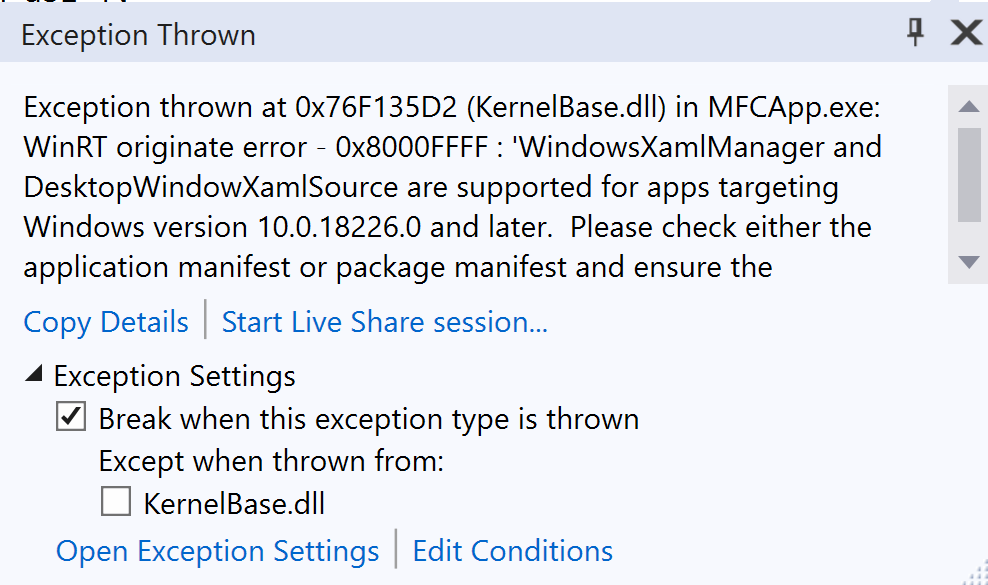 Exception Thrown
Exception thrown at 0x76F135D2 (KernelBase.dll) in MFCApp.exe:
WinRT originate error - 0x8000FFFF : 'WindowsXamlManager and
DesktopWindowXamlSource are supported for apps targeting
Windows version 10.0.18226.0 and later.  Please check either the
application manifest or package manifest and ensure the
Copy Details | Start Live Share session...
Exception Settings
Break when this exception type is thrown
Except when thrown from:
KernelBase.dll
Open Exception Settings | Edit Conditions